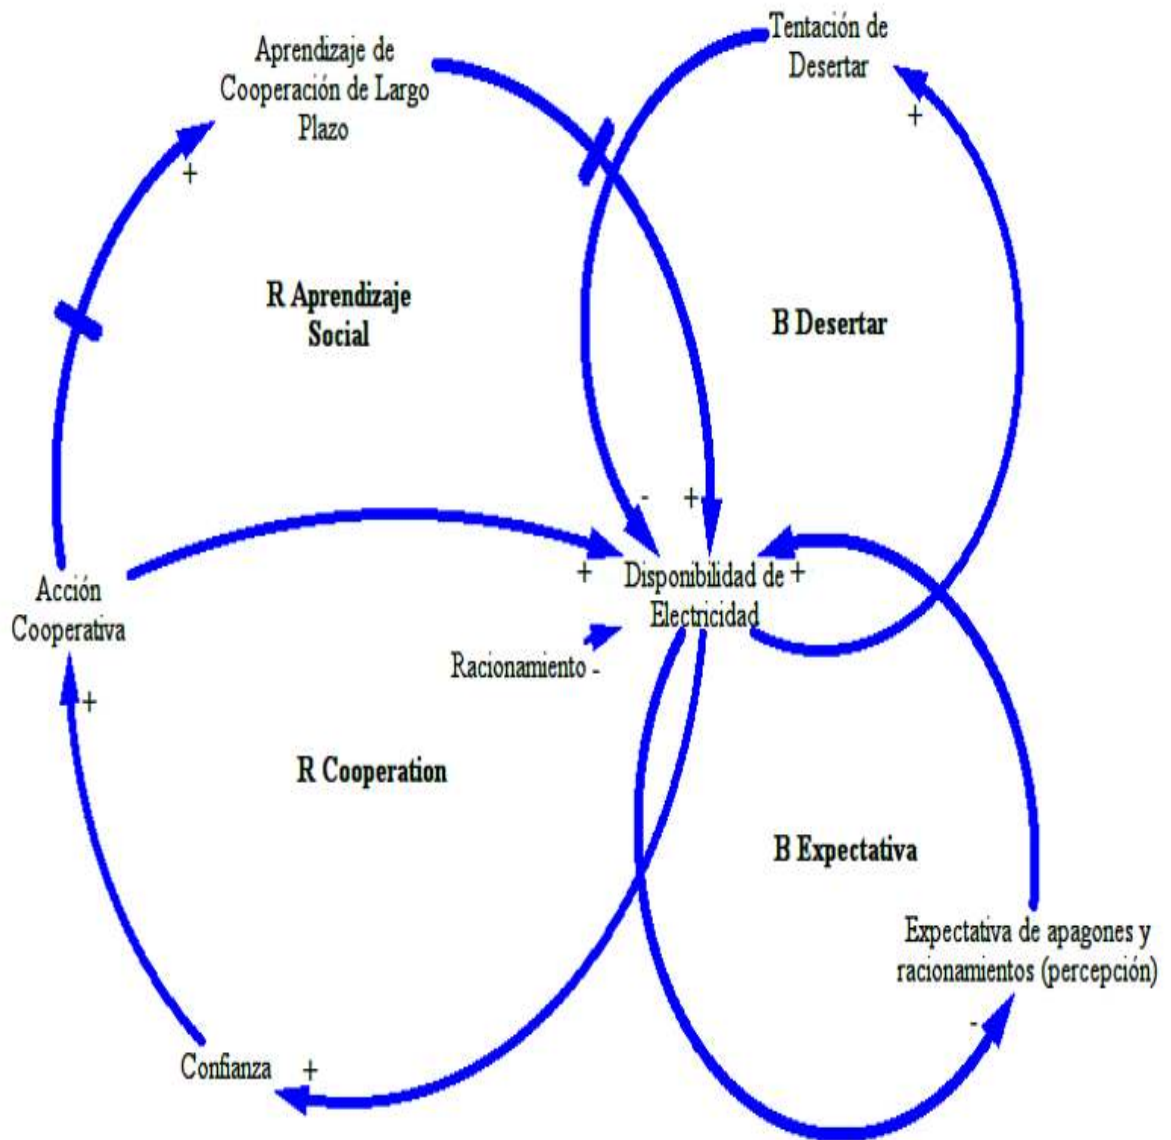 Tentación de
Desertar
Aprendizaje de
Cooperación de Largo
Plazo
+
+
R Aprendizaje
Social
B Desertar
-
+
+
Disponibilidad de
Electricidad
+
Acción
Cooperativa
Racionamiento -
+
R Cooperation
B Expectativa
Expectativa de apagones y
racionamientos (percepción)
-
Confianza
+